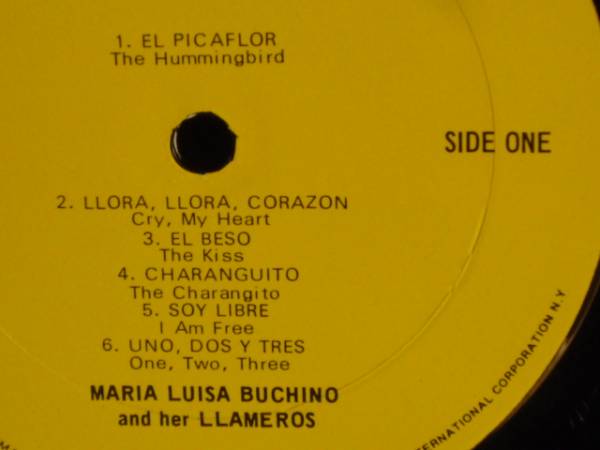 1. EL PICAFLOR
The Hummingbird
SIDE ONE
2. LLORA, LLORA, CORAZON
Cry, My Heart
3. EL BESO
The Kiss
4. CHARANGUITO
The Charangito
5. SOY LIBRE
I Am Free
6. UNO, DOS Y TRES
One, Two, Three
MARIA LUISA BUCHINO
and her LLAMEROS
CORPORATION N.Y